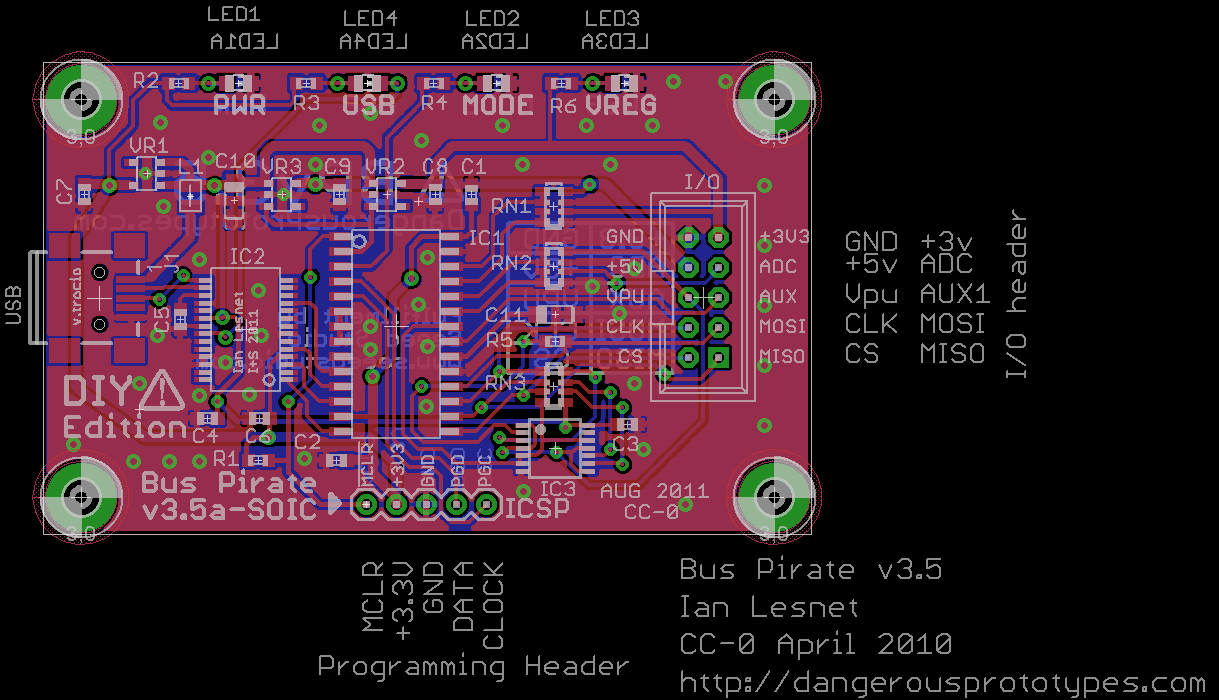 LED1 LED4 LED2 LED3
LED1A LED4A LED2A LED3A
R2 PWR R3 USB R4 MODE R6 VREG
3,0 3,0
VR1 L1 C10 VR3 C9 VR2 C8 C1
C7
I/O
RN1
IC1
GND +3V3
RN2
+5V ADC
VPU AUX
C11
CLK MOSI
R5
CS MISO
RN3
GND +3v
+5v ADC
Vpu AUX1
CLK MOSI
CS MISO
I/O header
USB
v.trocio
J1
C5
IC2
Ian Lesnet
DIY
Edition
C4 C6 C2 C3
R1
MCLR +3V3 GND PGD PGC
Bus Pirate
v3.5a-SOIC
ICSP
IC3
AUG 2011
CC-0
3,0 3,0
MCLR
+3.3V
GND
DATA
CLOCK
Programming Header
Bus Pirate v3.5
Ian Lesnet
CC-0 April 2010
http://dangerousprototypes.com